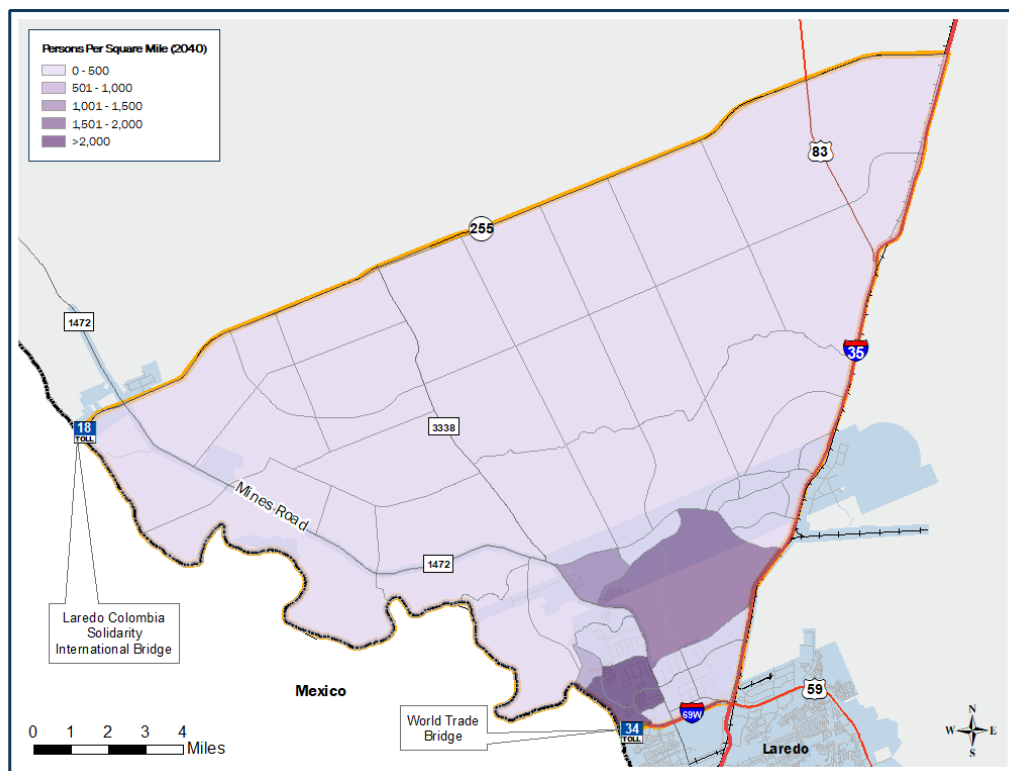 Persons Per Square Mile (2040)
0 - 500
501 - 1,000
1,001 - 1,500
1,501 - 2,000
>2,000
83
255
1472
35
18
TOLL
3338
Mines Road
1472
Laredo Colombia
Solidarity
International Bridge
Mexico
59
69W
World Trade
Bridge
34
TOLL
Laredo
0 1 2 3 4
Miles
N
W E
S